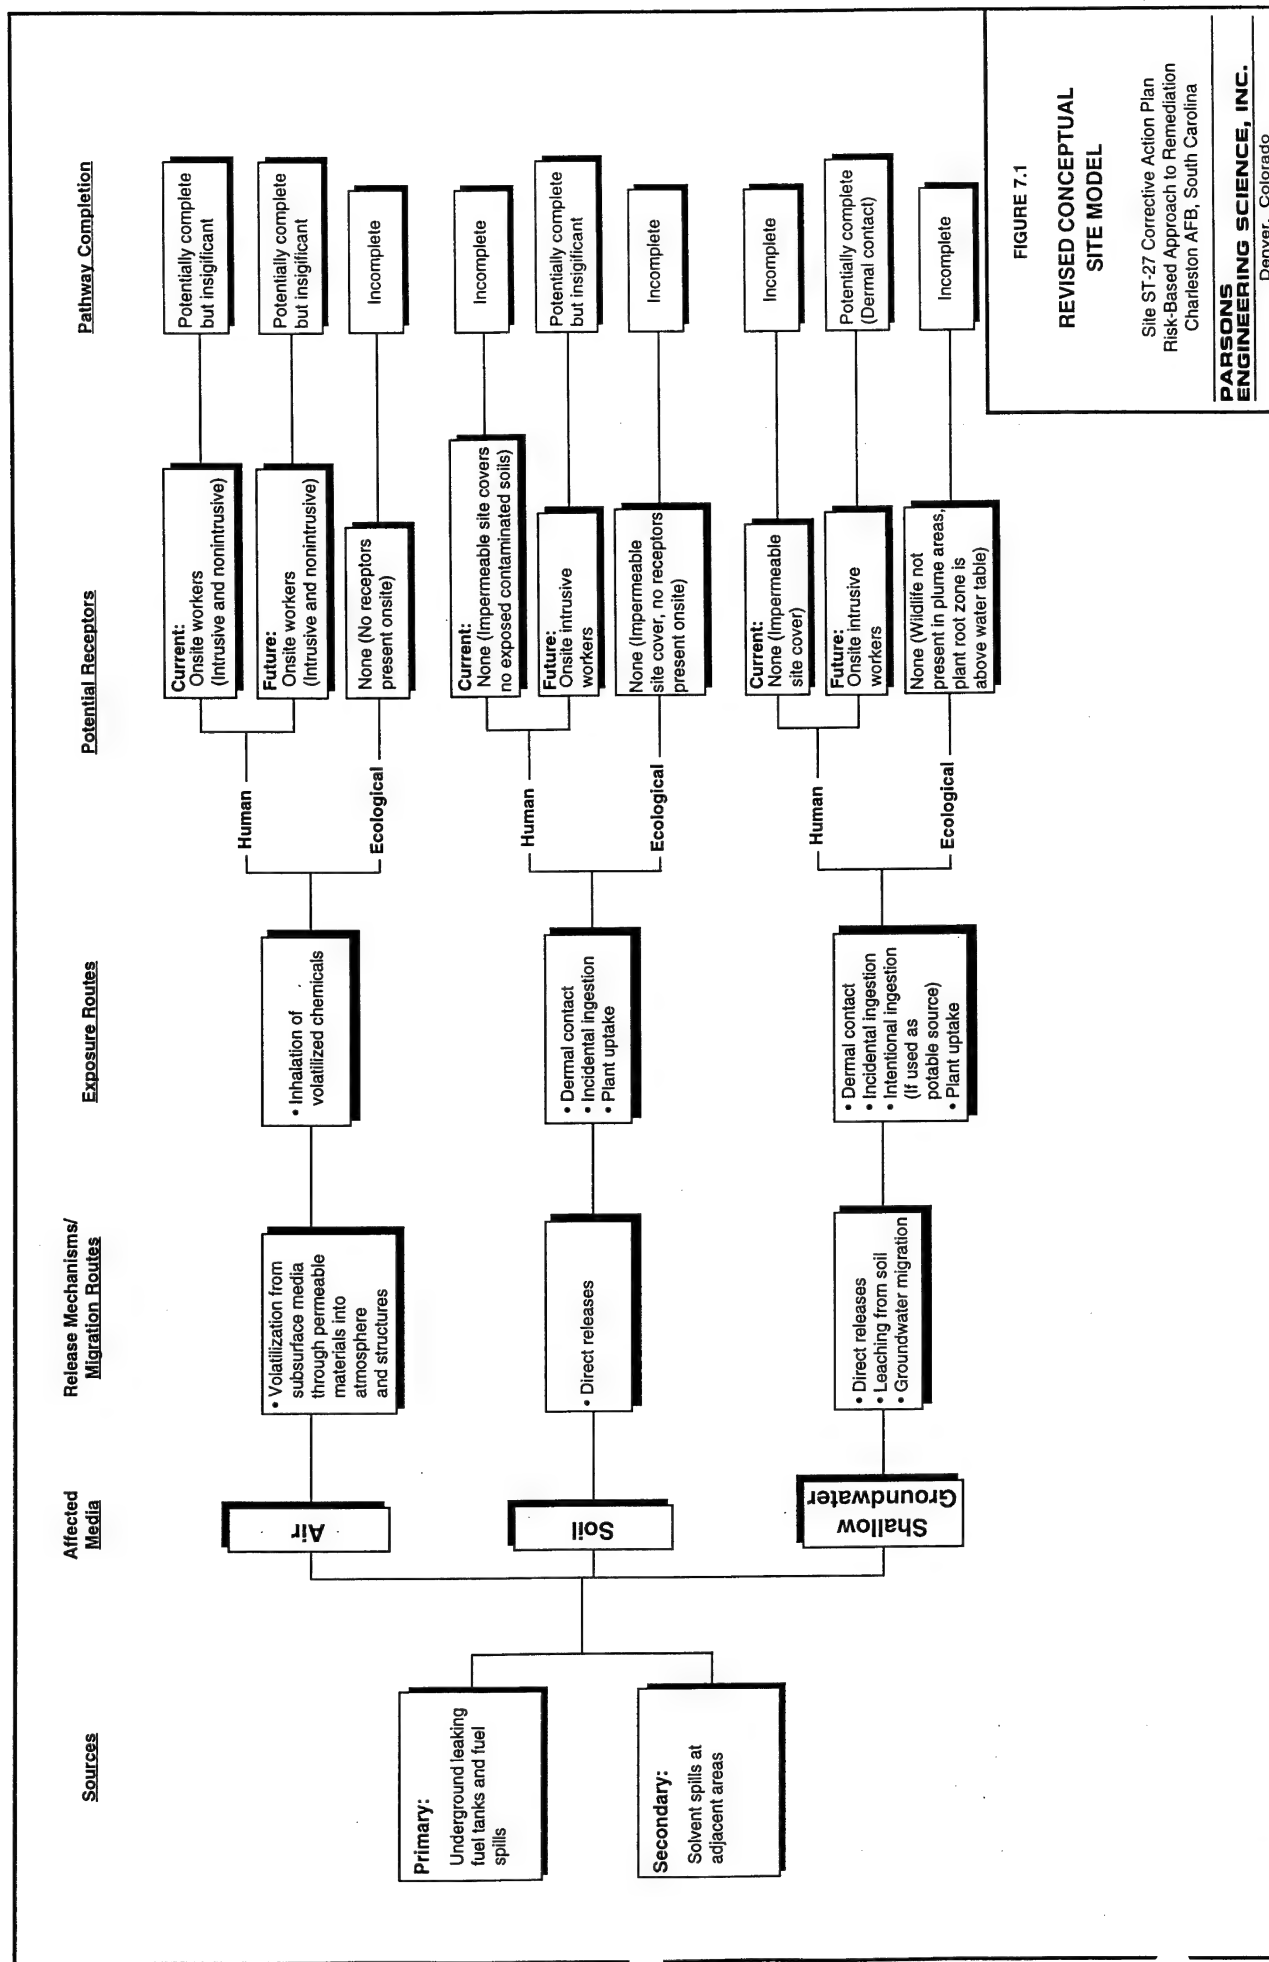 Sources
Affected
Media
Release Mechanisms/
Migration Routes
Exposure Routes
Potential Receptors
Pathway Completion
Primary:
Underground leaking
fuel tanks and fuel
spills
Secondary:
Solvent spills at
adjacent areas
Air
• Volatilization from
subsurface media
through permeable
materials into
atmosphere
and structures
• Inhalation of
volatilized chemicals
Human
Current:
Onsite workers
(Intrusive and nonintrusive)
Potentially complete
but insigificant
Future:
Onsite workers
(Intrusive and nonintrusive)
Potentially complete
but insigificant
Ecological
None (No receptors
present onsite)
Incomplete
Soil
• Direct releases
• Dermal contact
• Incidental ingestion
• Plant uptake
Human
Current:
None (Impermeable site covers
no exposed contaminated soils)
Incomplete
Future:
Onsite intrusive
workers
Potentially complete
but insignificant
Ecological
None (Impermeable
site cover, no receptors
present onsite)
Incomplete
Shallow
Groundwater
• Direct releases
• Leaching from soil
• Groundwater migration
• Dermal contact
• Incidental ingestion
• Intentional ingestion
(If used as
potable source)
• Plant uptake
Human
Current:
None (Impermeable
site cover)
Incomplete
Future:
Onsite intrusive
workers
Potentially complete
(Dermal contact)
Ecological
None (Wildlife not
present in plume areas,
plant root zone is
above water table)
Incomplete
FIGURE 7.1
REVISED CONCEPTUAL
SITE MODEL
Site ST-27 Corrective Action Plan
Risk-Based Approach to Remediation
Charleston AFB, South Carolina
PARSONS
ENGINEERING SCIENCE, INC.
Denver, Colorado